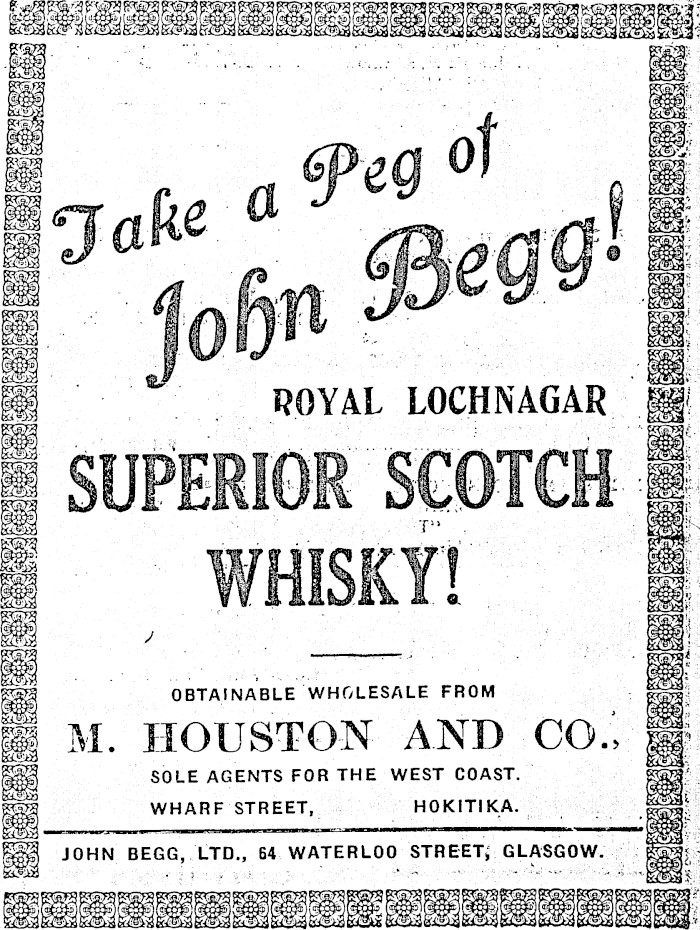 Take a Peg of
John Begg!
ROYAL LOCHNAGAR
SUPERIOR SCOTCH
WHISKY!
OBTAINABLE WHOLESALE FROM
M. HOUSTON AND CO.,
SOLE AGENTS FOR THE WEST COAST.
WHARF STREET, HOKITIKA.
JOHN BEGG, LTD., 64 WATERLOO STREET, GLASGOW.